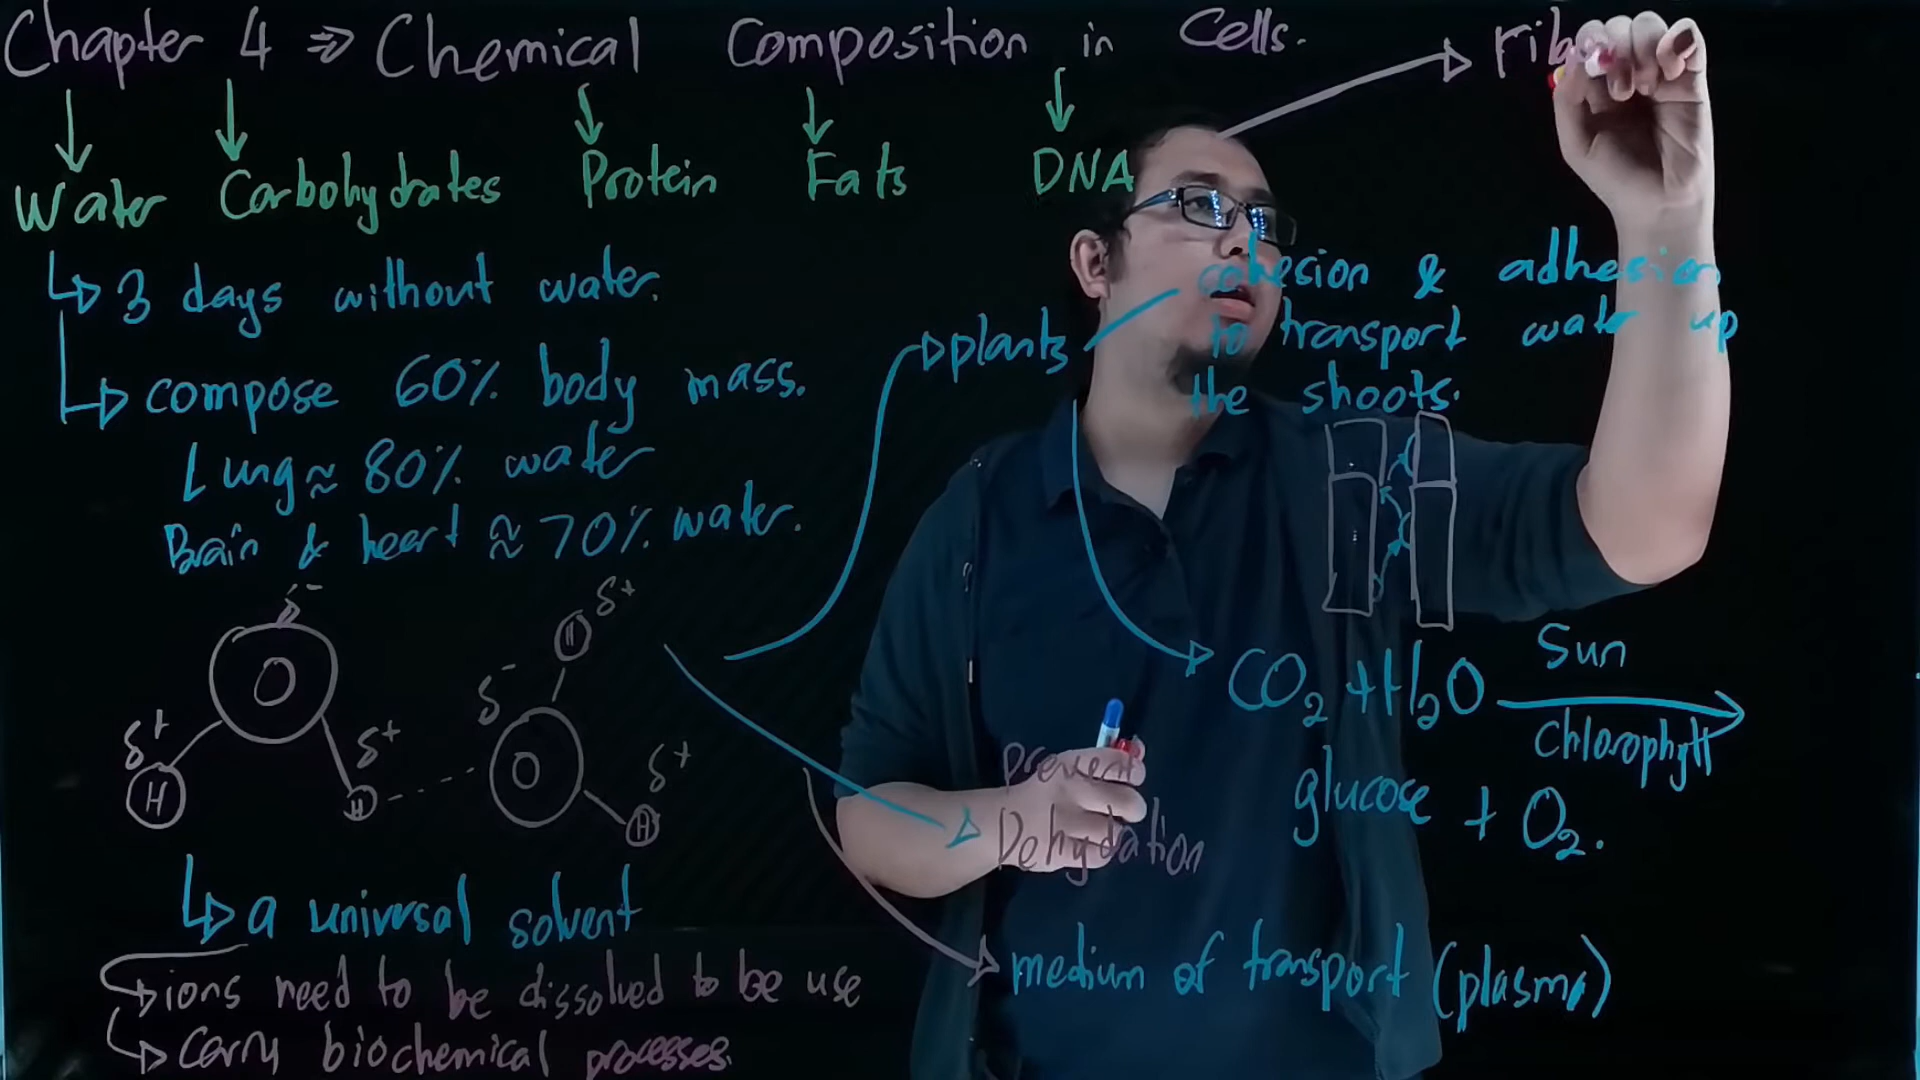 Chapter 4 ⇒ Chemical Composition in Cells.
Water Carbohydrates Protein Fats DNA
3 days without water.
compose 60% body mass.
Lung ≈ 80% water
Brain & heart ≈ 70% water.
δ-
O
δ+
H
δ+
H
δ-
O
H
δ+
H
δ+
a universal solvent
ions need to be dissolved to be use
carry biochemical processes.
plants
cohesion & adhesion
to transport water up
the shoots.
CO2 + H2O
Sun
Chlorophyll
glucose + O2.
prevent
Dehydation
medium of transport (plasma)